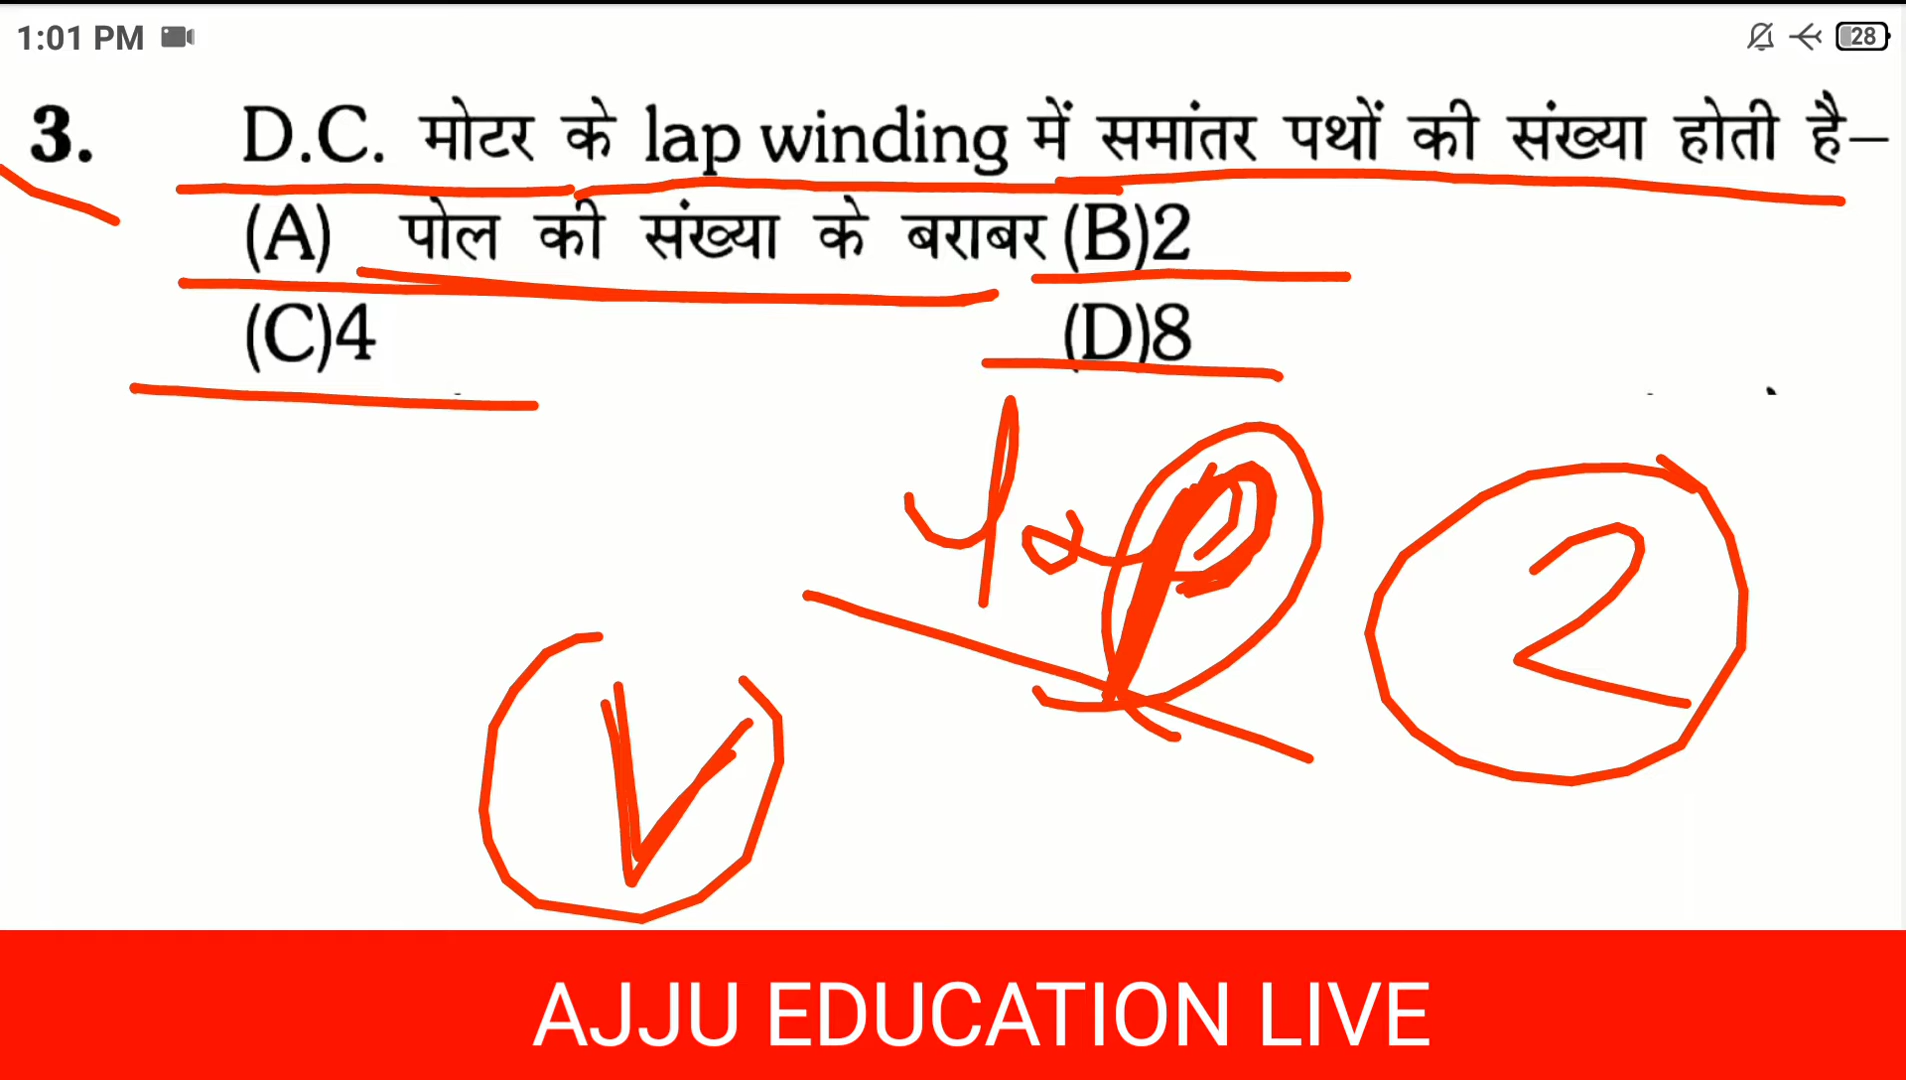 1:01 PM 28
3. D.C. मोटर के lap winding में समांतर पथों की संख्या होती है–
(A) पोल की संख्या के बराबर (B)2
(C)4 (D)8
lap 2
AJJU EDUCATION LIVE